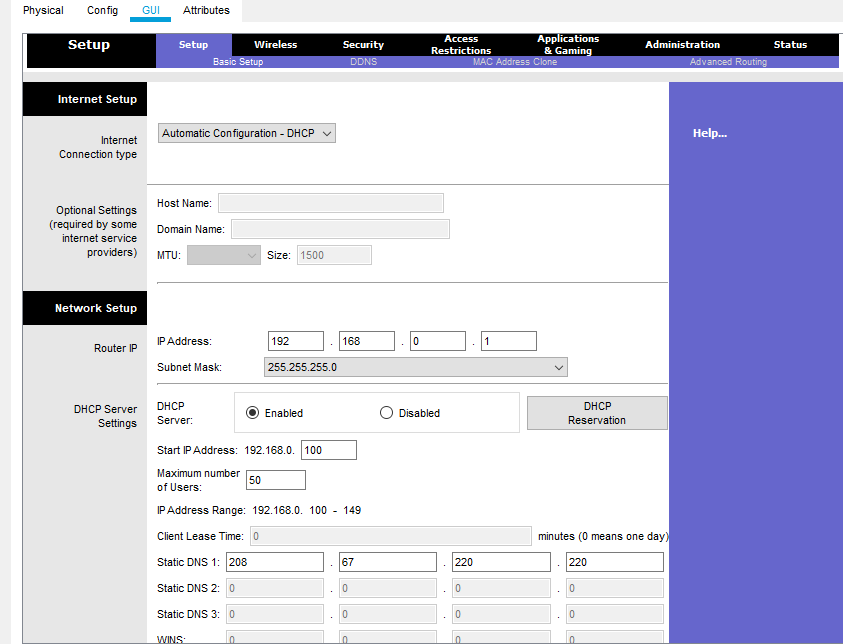 Physical Config GUI Attributes
Setup Setup Wireless Security Access Restrictions Applications & Gaming Administration Status
Basic Setup DDNS MAC Address Clone Advanced Routing
Internet Setup
Internet Connection type
Automatic Configuration - DHCP
Help...
Optional Settings
(required by some
internet service
providers)
Host Name:
Domain Name:
MTU: Size: 1500
Network Setup
Router IP
IP Address: 192 . 168 . 0 . 1
Subnet Mask: 255.255.255.0
DHCP Server
Settings
DHCP
Server:
Enabled Disabled
DHCP
Reservation
Start IP Address: 192.168.0. 100
Maximum number
of Users: 50
IP Address Range: 192.168.0. 100 - 149
Client Lease Time: 0 minutes (0 means one day)
Static DNS 1: 208 . 67 . 220 . 220
Static DNS 2: 0 . 0 . 0 . 0
Static DNS 3: 0 . 0 . 0 . 0
WINS: 0 . 0 . 0 . 0